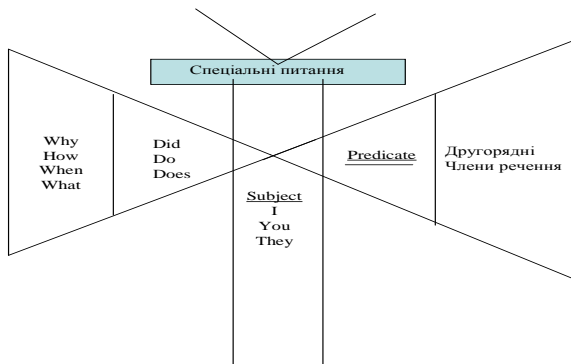 Спеціальні питання
Why
How
When
What
Did
Do
Does
Subject
I
You
They
Predicate
Другорядні
Члени речення